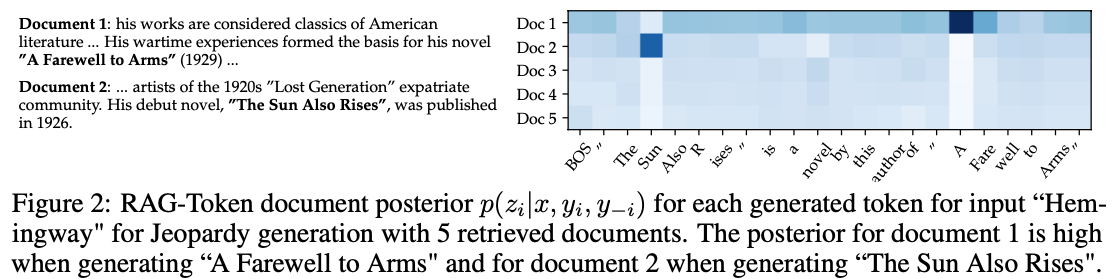 Document 1: his works are considered classics of American
literature ... His wartime experiences formed the basis for his novel
”A Farewell to Arms” (1929) ...
Document 2: ... artists of the 1920s ”Lost Generation” expatriate
community. His debut novel, ”The Sun Also Rises”, was published
in 1926.
Doc 1
Doc 2
Doc 3
Doc 4
Doc 5
BOS ” The Sun Also R ises ” is a novel by this author of ” A Fare well to Arms ”
Figure 2: RAG-Token document posterior p(z_i|x, y_i, y_{-i}) for each generated token for input “Hem-
ingway" for Jeopardy generation with 5 retrieved documents. The posterior for document 1 is high
when generating “A Farewell to Arms" and for document 2 when generating “The Sun Also Rises".